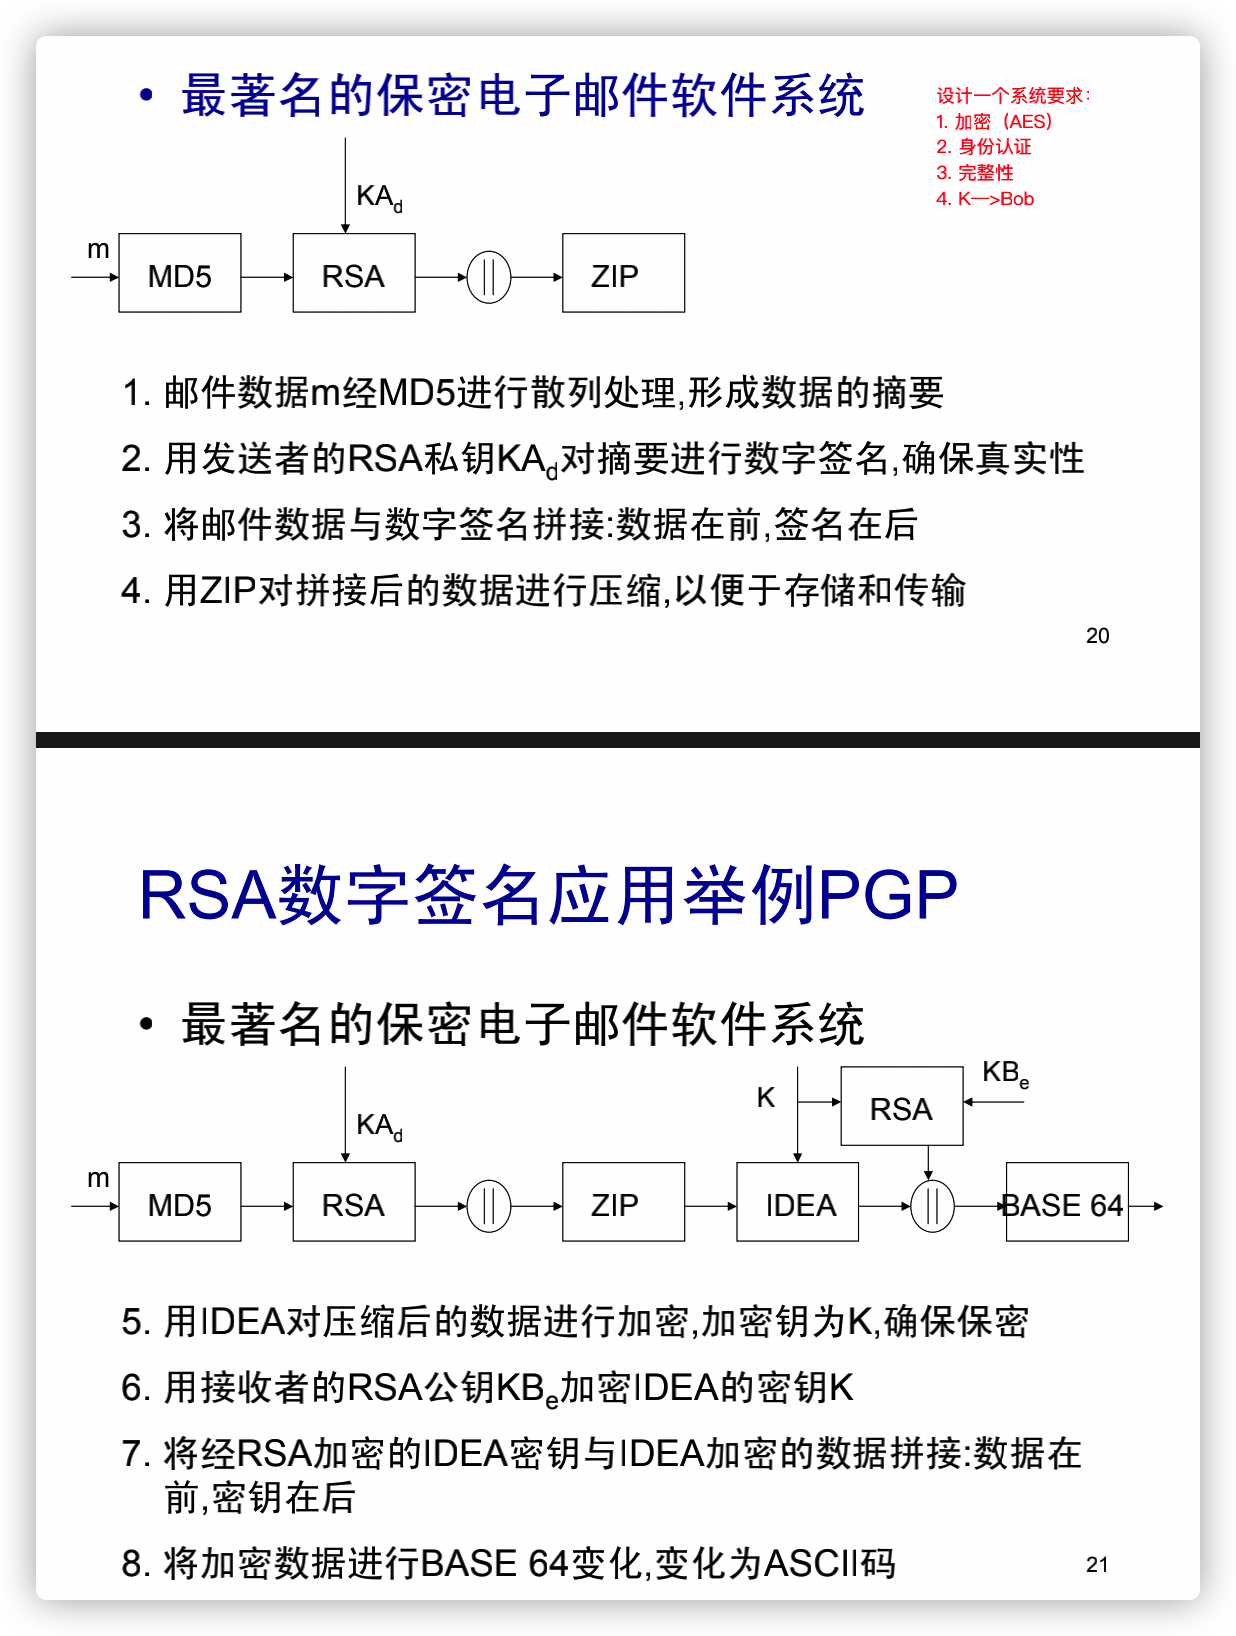 • 最著名的保密电子邮件软件系统
设计一个系统要求：
1. 加密（AES）
2. 身份认证
3. 完整性
4. K—>Bob
KAd
m
MD5
RSA
||
ZIP
1. 邮件数据m经MD5进行散列处理,形成数据的摘要
2. 用发送者的RSA私钥KAd对摘要进行数字签名,确保真实性
3. 将邮件数据与数字签名拼接:数据在前,签名在后
4. 用ZIP对拼接后的数据进行压缩,以便于存储和传输
20
RSA数字签名应用举例PGP
• 最著名的保密电子邮件软件系统
KAd
K
RSA
KBe
m
MD5
RSA
||
ZIP
IDEA
||
BASE 64
5. 用IDEA对压缩后的数据进行加密,加密钥为K,确保保密
6. 用接收者的RSA公钥KBe加密IDEA的密钥K
7. 将经RSA加密的IDEA密钥与IDEA加密的数据拼接:数据在
前,密钥在后
8. 将加密数据进行BASE 64变化,变化为ASCII码
21